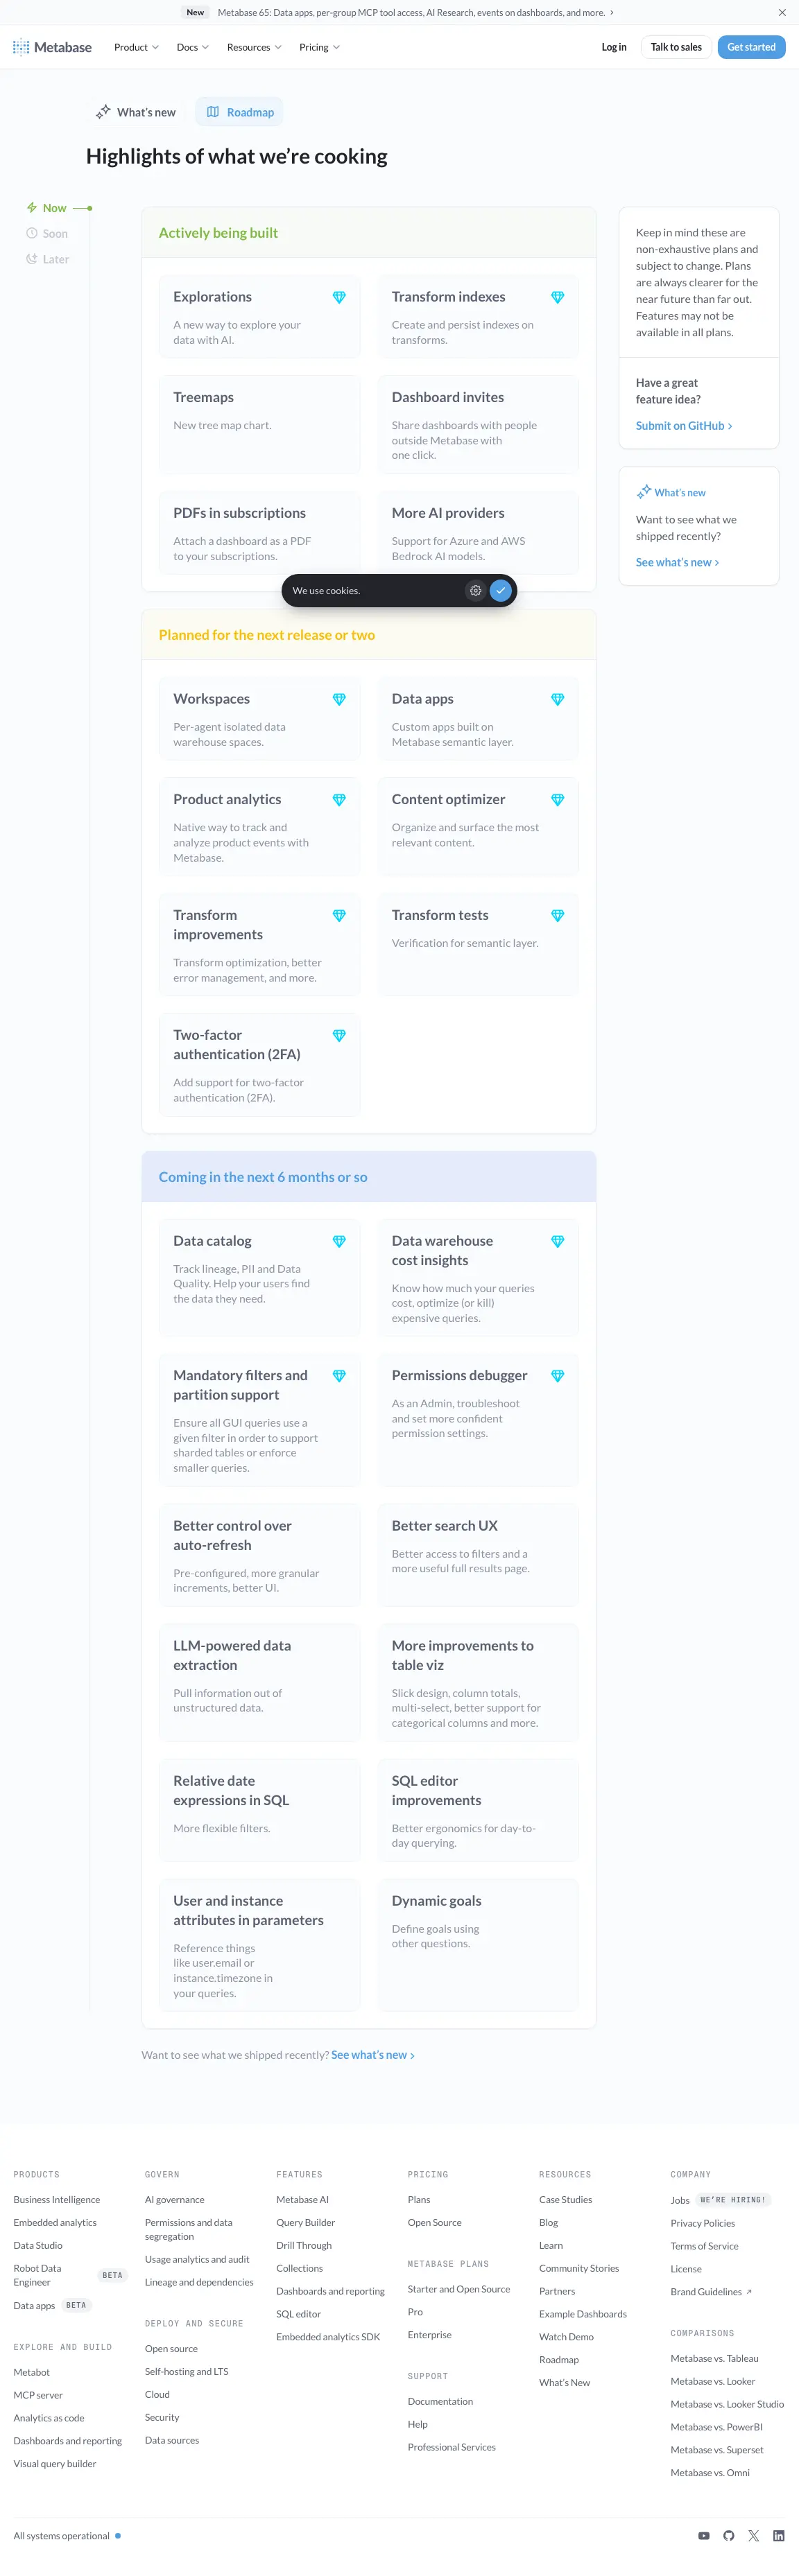 New Metabase 65: Data apps, per-group MCP tool access, AI Research, events on dashboards, and more. ›
Metabase Product Docs Resources Pricing Log in Talk to sales Get started
What's new Roadmap
Highlights of what we're cooking
Now
Soon
Later
Actively being built
Explorations
A new way to explore your
data with AI.
Transform indexes
Create and persist indexes on
transforms.
Treemaps
New tree map chart.
Dashboard invites
Share dashboards with people
outside Metabase with
one click.
PDFs in subscriptions
Attach a dashboard as a PDF
to your subscriptions.
More AI providers
Support for Azure and AWS
Bedrock AI models.
Keep in mind these are
non-exhaustive plans and
subject to change. Plans
are always clearer for the
near future than far out.
Features may not be
available in all plans.
Have a great
feature idea?
Submit on GitHub ›
What's new
Want to see what we
shipped recently?
See what's new ›
We use cookies.
Planned for the next release or two
Workspaces
Per-agent isolated data
warehouse spaces.
Data apps
Custom apps built on
Metabase semantic layer.
Product analytics
Native way to track and
analyze product events with
Metabase.
Content optimizer
Organize and surface the most
relevant content.
Transform
improvements
Transform optimization, better
error management, and more.
Transform tests
Verification for semantic layer.
Two-factor
authentication (2FA)
Add support for two-factor
authentication (2FA).
Coming in the next 6 months or so
Data catalog
Track lineage, PII and Data
Quality. Help your users find
the data they need.
Data warehouse
cost insights
Know how much your queries
cost, optimize (or kill)
expensive queries.
Mandatory filters and
partition support
Ensure all GUI queries use a
given filter in order to support
sharded tables or enforce
smaller queries.
Permissions debugger
As an Admin, troubleshoot
and set more confident
permission settings.
Better control over
auto-refresh
Pre-configured, more granular
increments, better UI.
Better search UX
Better access to filters and a
more useful full results page.
LLM-powered data
extraction
Pull information out of
unstructured data.
More improvements to
table viz
Slick design, column totals,
multi-select, better support for
categorical columns and more.
Relative date
expressions in SQL
More flexible filters.
SQL editor
improvements
Better ergonomics for day-to-
day querying.
User and instance
attributes in parameters
Reference things
like user.email or
instance.timezone in
your queries.
Dynamic goals
Define goals using
other questions.
Want to see what we shipped recently? See what's new ›
PRODUCTS
Business Intelligence
Embedded analytics
Data Studio
Robot Data
Engineer BETA
Data apps BETA
EXPLORE AND BUILD
Metabot
MCP server
Analytics as code
Dashboards and reporting
Visual query builder
GOVERN
AI governance
Permissions and data
segregation
Usage analytics and audit
Lineage and dependencies
DEPLOY AND SECURE
Open source
Self-hosting and LTS
Cloud
Security
Data sources
FEATURES
Metabase AI
Query Builder
Drill Through
Collections
Dashboards and reporting
SQL editor
Embedded analytics SDK
PRICING
Plans
Open Source
METABASE PLANS
Starter and Open Source
Pro
Enterprise
SUPPORT
Documentation
Help
Professional Services
RESOURCES
Case Studies
Blog
Learn
Community Stories
Partners
Example Dashboards
Watch Demo
Roadmap
What's New
COMPANY
Jobs WE'RE HIRING!
Privacy Policies
Terms of Service
License
Brand Guidelines ↗
COMPARISONS
Metabase vs. Tableau
Metabase vs. Looker
Metabase vs. Looker Studio
Metabase vs. PowerBI
Metabase vs. Superset
Metabase vs. Omni
All systems operational